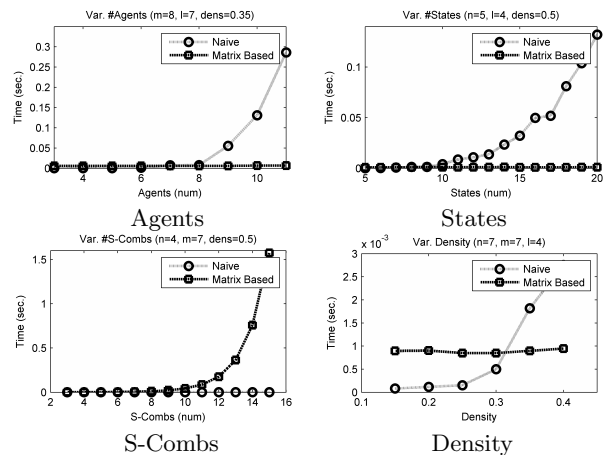 Var. #Agents (m=8, l=7, dens=0.35)
Naive
Matrix Based
Time (sec.)
0.3
0.25
0.2
0.15
0.1
0.05
0
4 6 8 10
Agents (num)
Agents
Var. #States (n=5, l=4, dens=0.5)
Naive
Matrix Based
Time (sec.)
0.1
0.05
0
5 10 15 20
States (num)
States
Var. #S-Combs (n=4, m=7, dens=0.5)
Naive
Matrix Based
Time (sec.)
1.5
1
0.5
0
2 4 6 8 10 12 14 16
S-Combs (num)
S-Combs
Var. Density (n=7, m=7, l=4)
x 10⁻³
Naive
Matrix Based
Time (sec.)
3
2.5
2
1.5
1
0.5
0
0.1 0.2 0.3 0.4
Density
Density